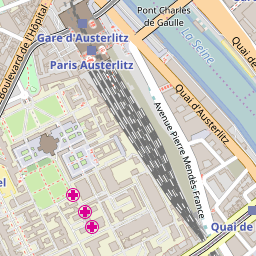 Pont Charles
de Gaulle
La Seine
Gare d'Austerlitz
Paris Austerlitz
Boulevard de l'Hôpital
Quai d'Austerlitz
Avenue Pierre Mendès-France
Quai de